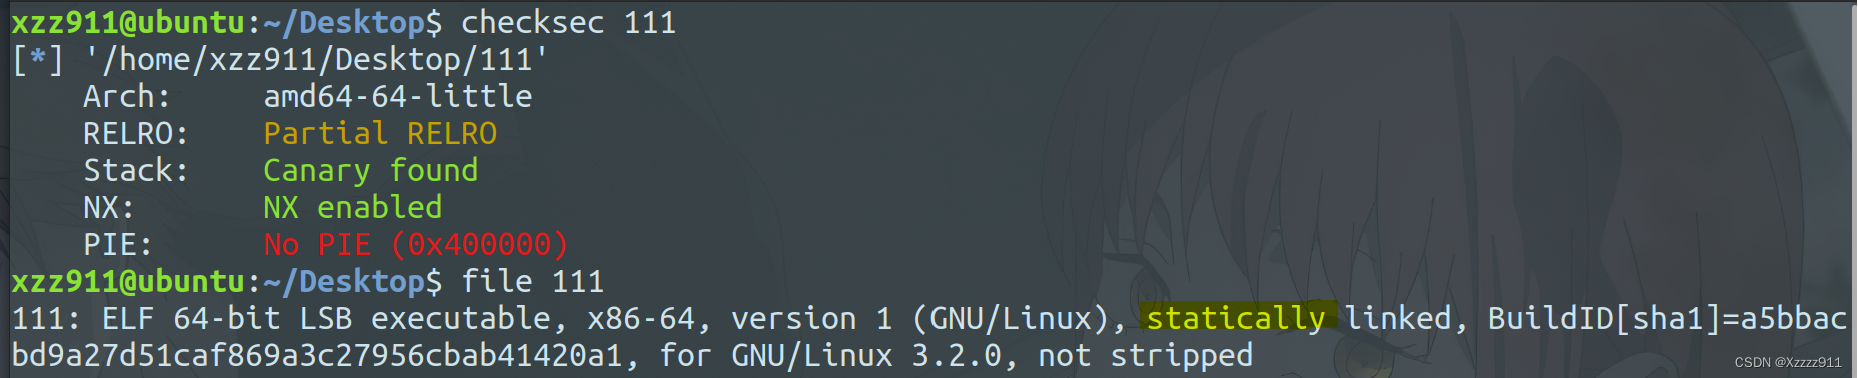 xzz911@ubuntu:~/Desktop$ checksec 111
[*] '/home/xzz911/Desktop/111'
    Arch:     amd64-64-little
    RELRO:    Partial RELRO
    Stack:    Canary found
    NX:       NX enabled
    PIE:      No PIE (0x400000)
xzz911@ubuntu:~/Desktop$ file 111
111: ELF 64-bit LSB executable, x86-64, version 1 (GNU/Linux), statically linked, BuildID[sha1]=a5bbac
bd9a27d51caf869a3c27956cbab41420a1, for GNU/Linux 3.2.0, not stripped
CSDN @Xzzzz911